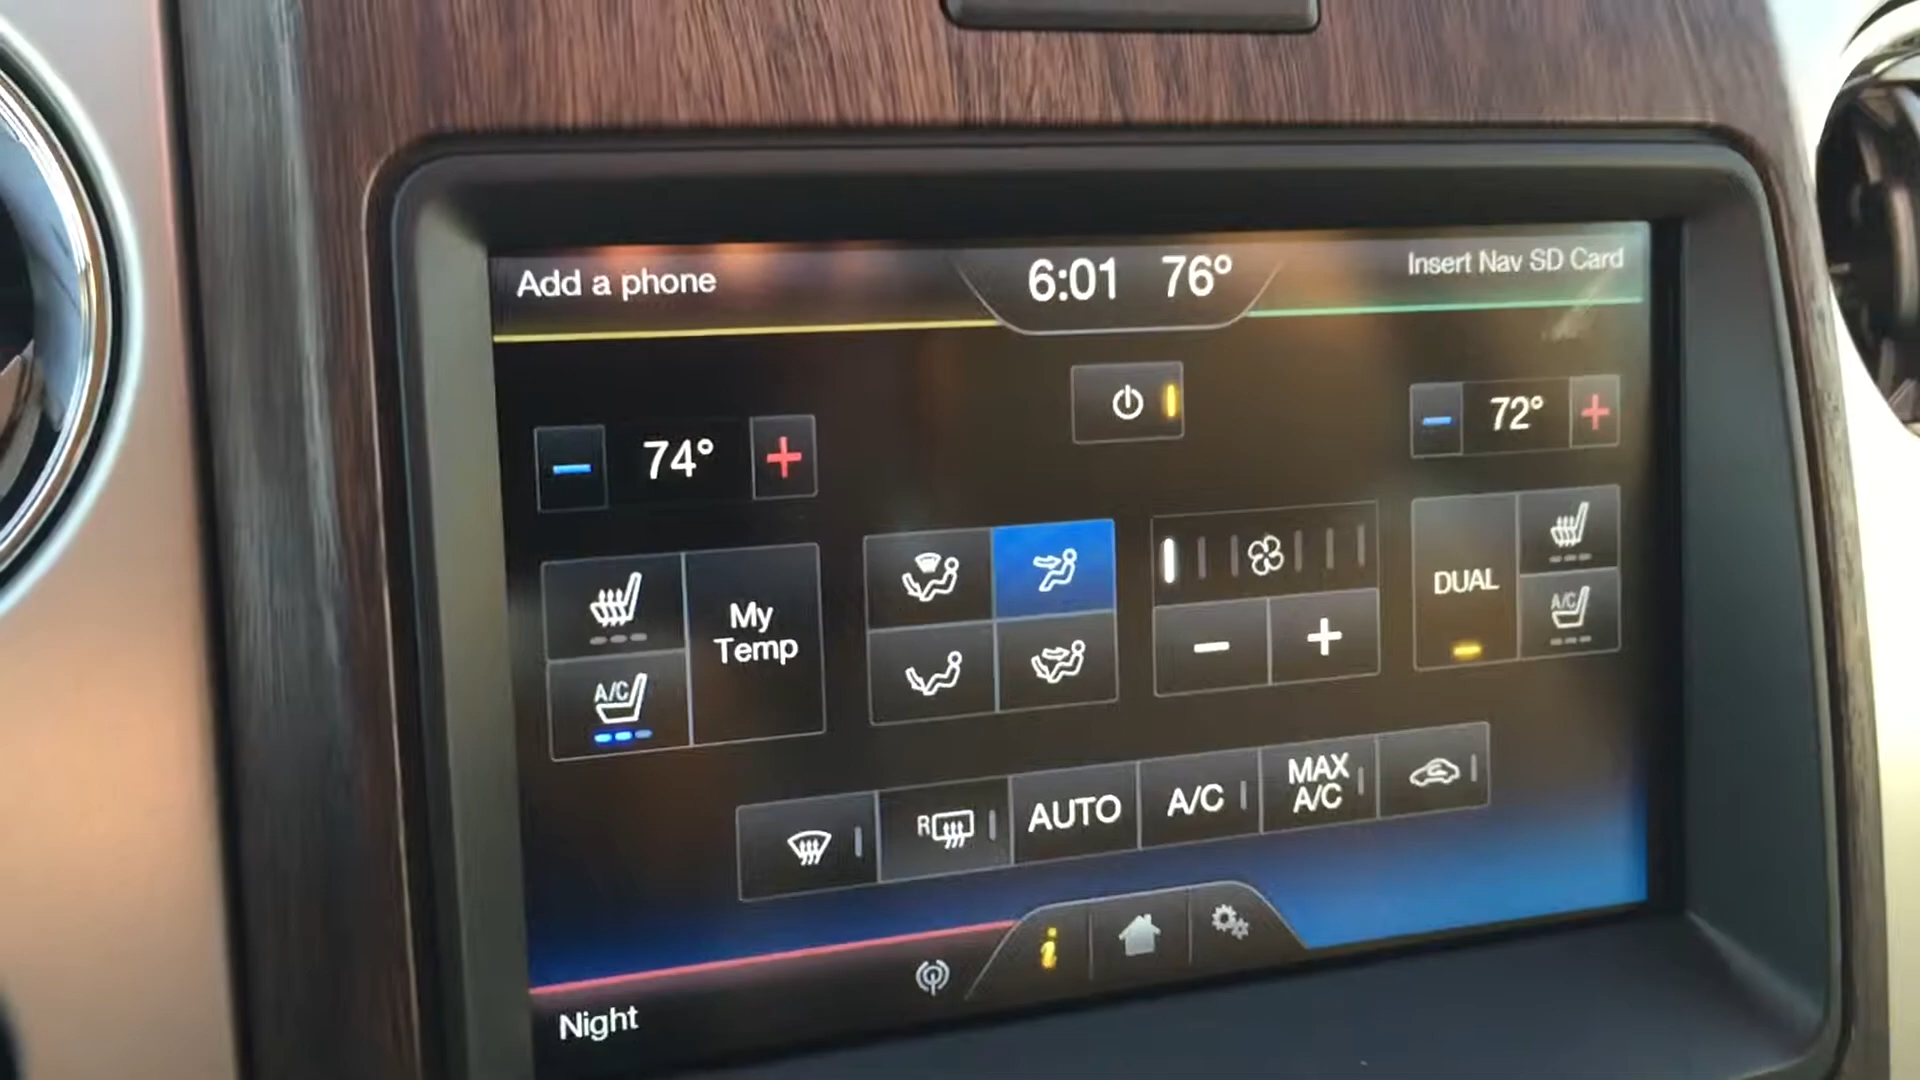 Add a phone
6:01 76°
Insert Nav SD Card
74°
72°
My
Temp
A/C
DUAL
A/C
R
AUTO
A/C
MAX
A/C
i
Night